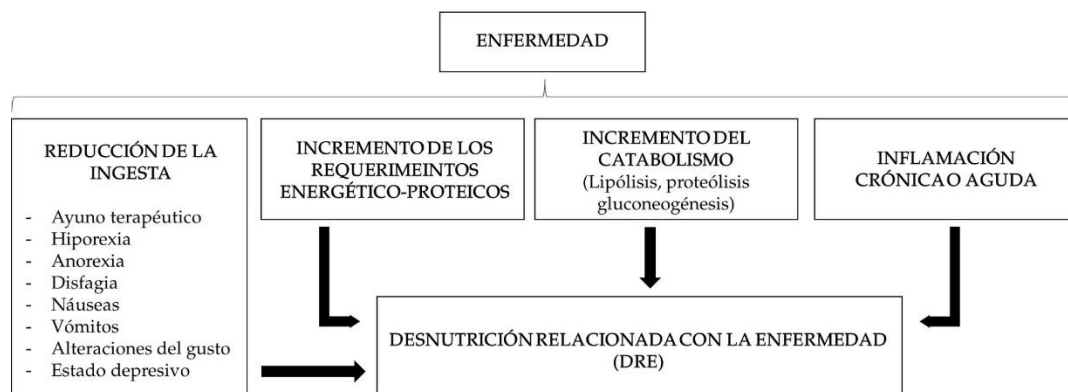 ENFERMEDAD
REDUCCIÓN DE LA
INGESTA
- Ayuno terapéutico
- Hiporexia
- Anorexia
- Disfagia
- Náuseas
- Vómitos
- Alteraciones del gusto
- Estado depresivo
INCREMENTO DE LOS
REQUERIMEINTOS
ENERGÉTICO-PROTEICOS
INCREMENTO DEL
CATABOLISMO
(Lipólisis, proteólisis
gluconeogénesis)
INFLAMACIÓN
CRÓNICA O AGUDA
DESNUTRICIÓN RELACIONADA CON LA ENFERMEDAD
(DRE)